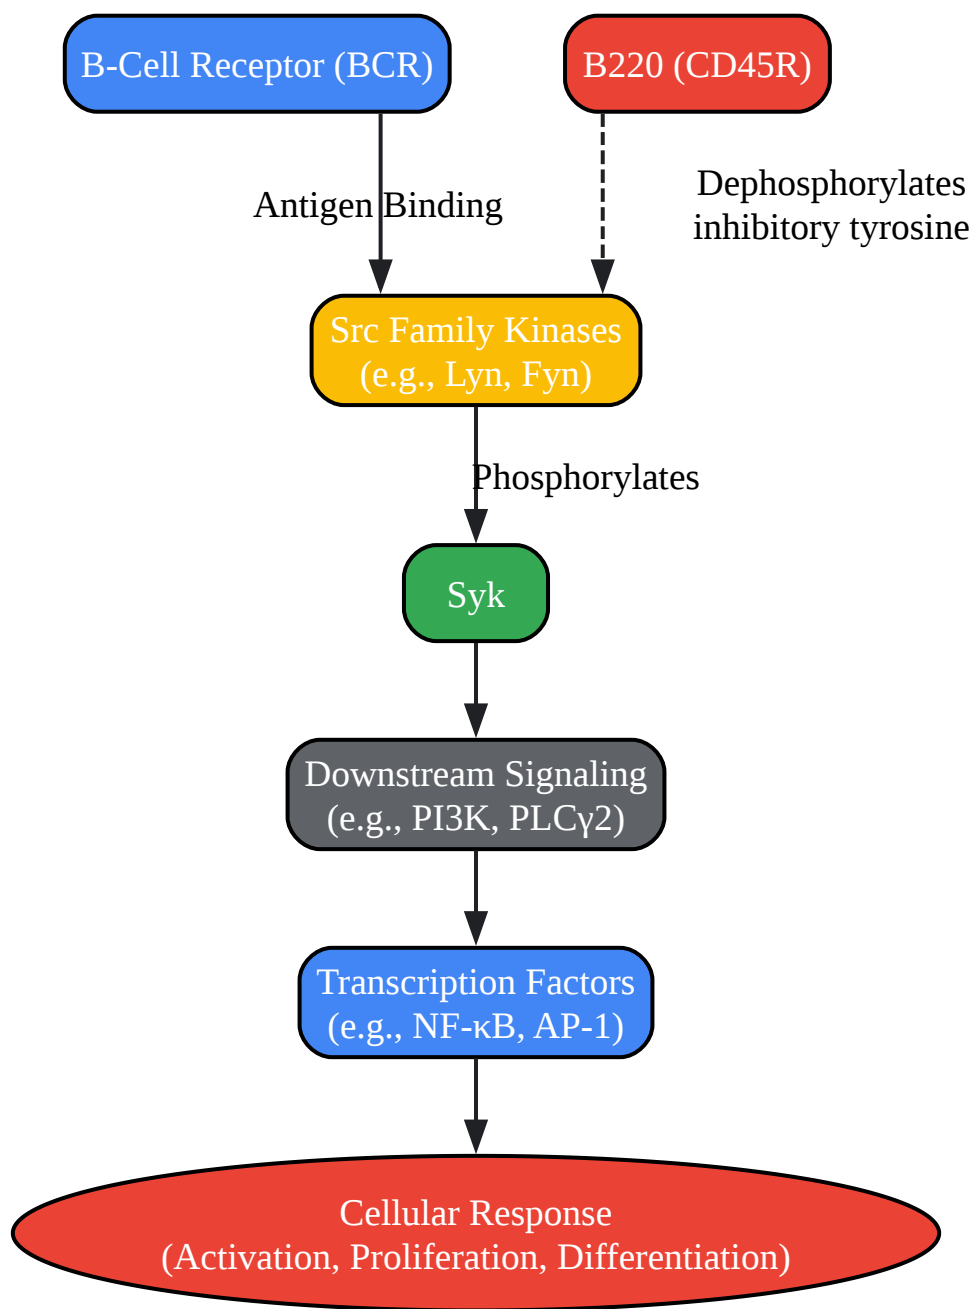 B-Cell Receptor (BCR)
B220 (CD45R)
Antigen Binding
Dephosphorylates
inhibitory tyrosine
Src Family Kinases
(e.g., Lyn, Fyn)
Phosphorylates
Syk
Downstream Signaling
(e.g., PI3K, PLCγ2)
Transcription Factors
(e.g., NF-κB, AP-1)
Cellular Response
(Activation, Proliferation, Differentiation)